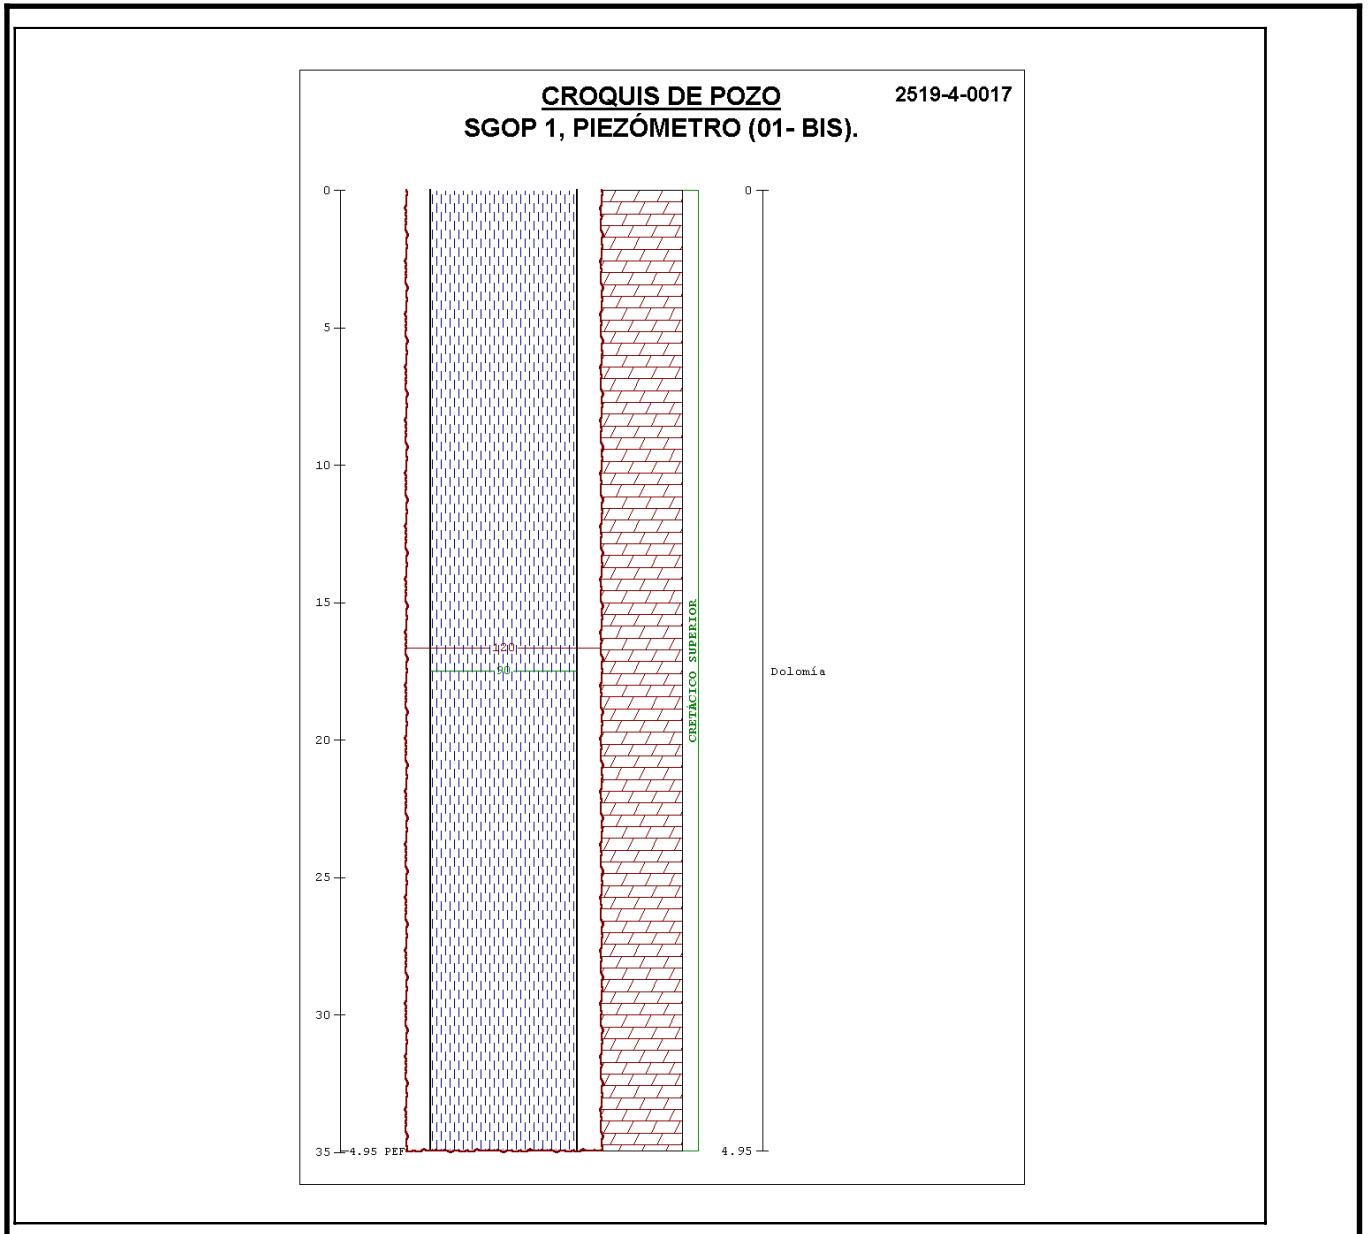 CROQUIS DE POZO
2519-4-0017
SGOP 1, PIEZÓMETRO (01- BIS).
0
0
5
10
15
CRETÁCICO SUPERIOR
120
90
Dolomía
20
25
30
35
4.95 PEF
4.95